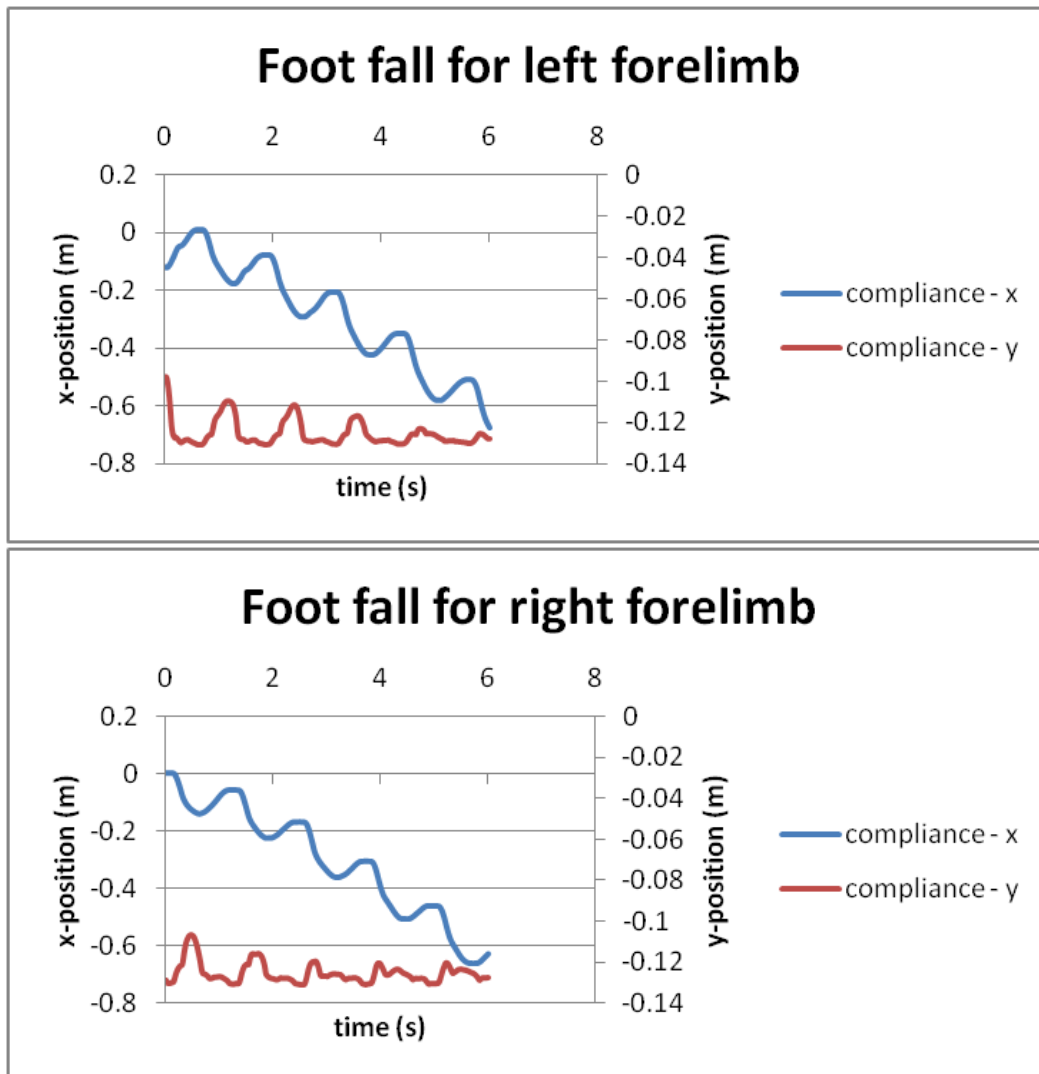 Foot fall for left forelimb
0 2 4 6 8
0.2 0
0 -0.02
-0.04
-0.2 -0.06
-0.4 -0.08
-0.1
-0.6 -0.12
-0.8 -0.14
x-position (m)
y-position (m)
time (s)
compliance - x
compliance - y
Foot fall for right forelimb
0 2 4 6 8
0.2 0
0 -0.02
-0.04
-0.2 -0.06
-0.4 -0.08
-0.1
-0.6 -0.12
-0.8 -0.14
x-position (m)
y-position (m)
time (s)
compliance - x
compliance - y